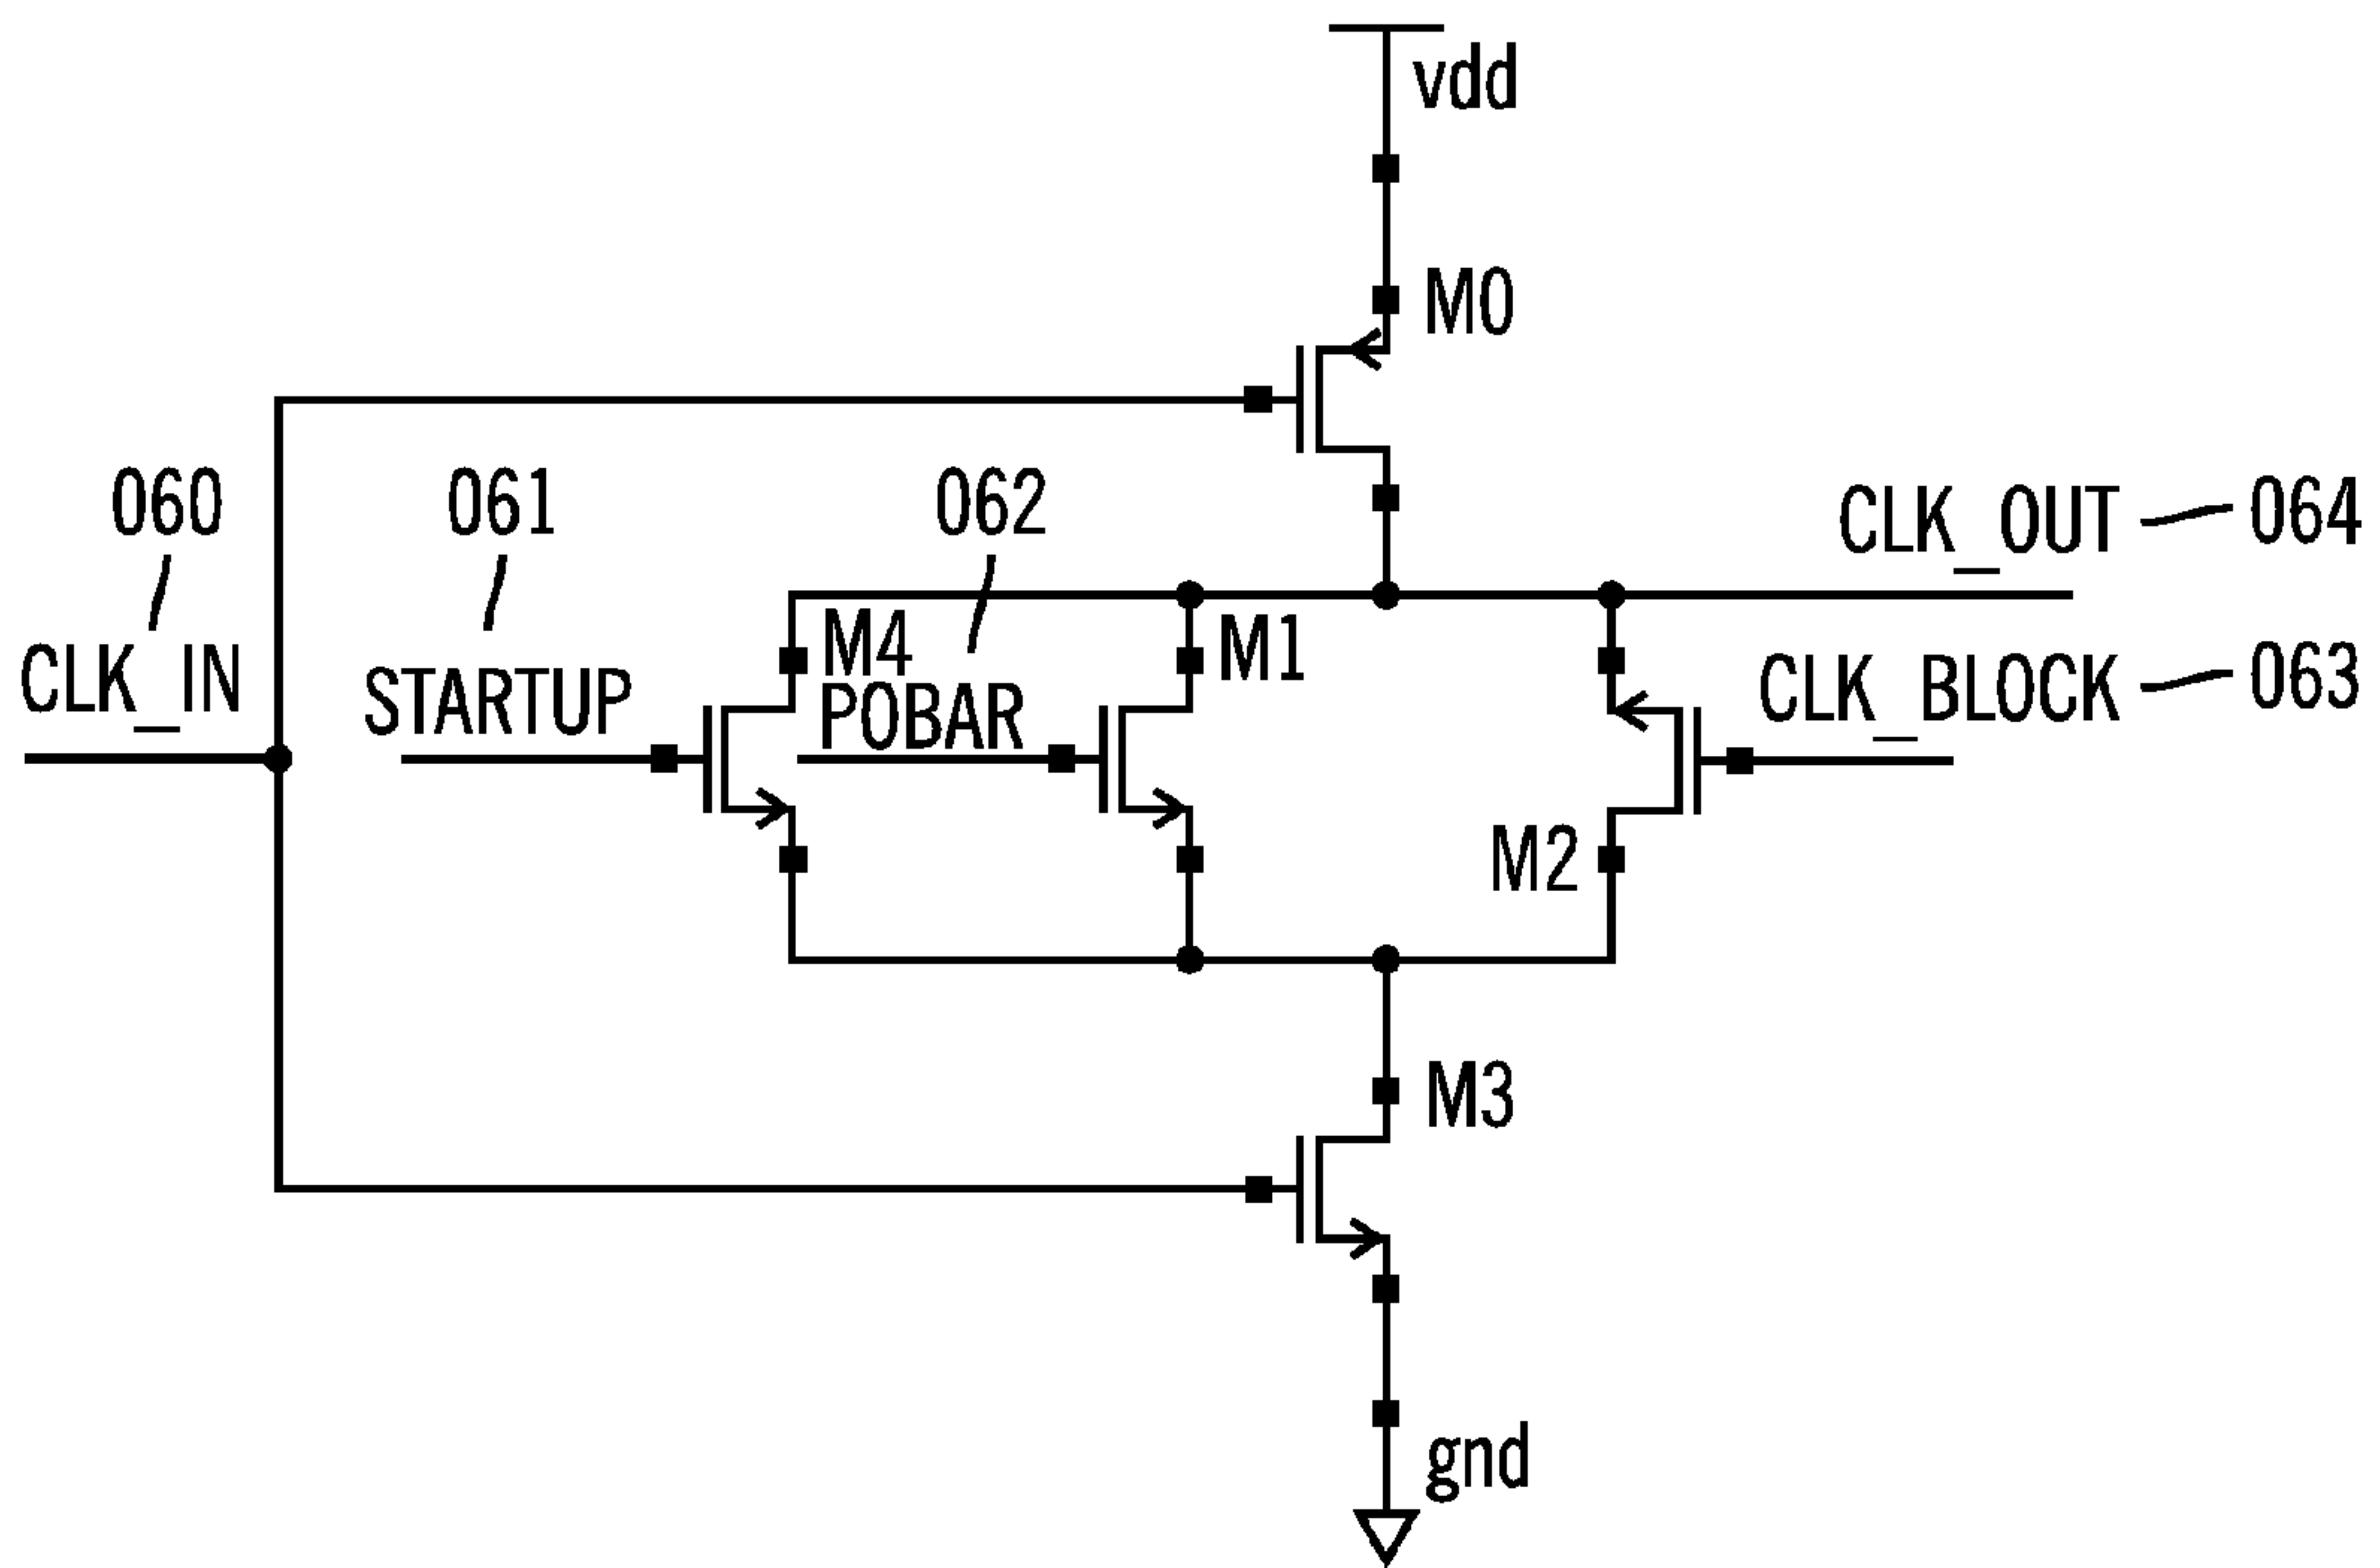 vdd
M0
060
061
062
CLK_OUT 064
CLK_IN
STARTUP
M4
POBAR
M1
CLK_BLOCK 063
M2
M3
gnd